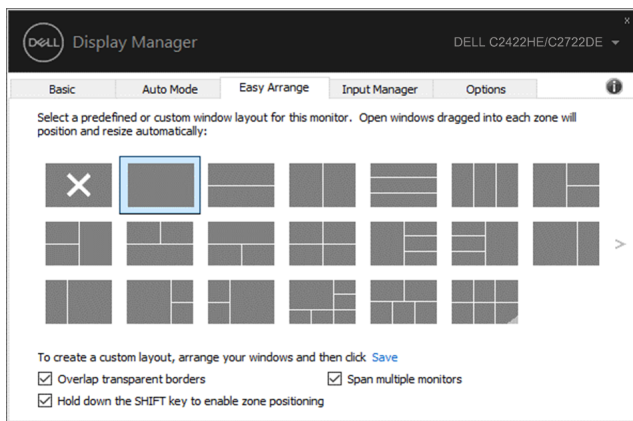 x
DELL Display Manager
DELL C2422HE/C2722DE
Basic Auto Mode Easy Arrange Input Manager Options
Select a predefined or custom window layout for this monitor. Open windows dragged into each zone will
position and resize automatically:
>
To create a custom layout, arrange your windows and then click Save
Overlap transparent borders Span multiple monitors
Hold down the SHIFT key to enable zone positioning